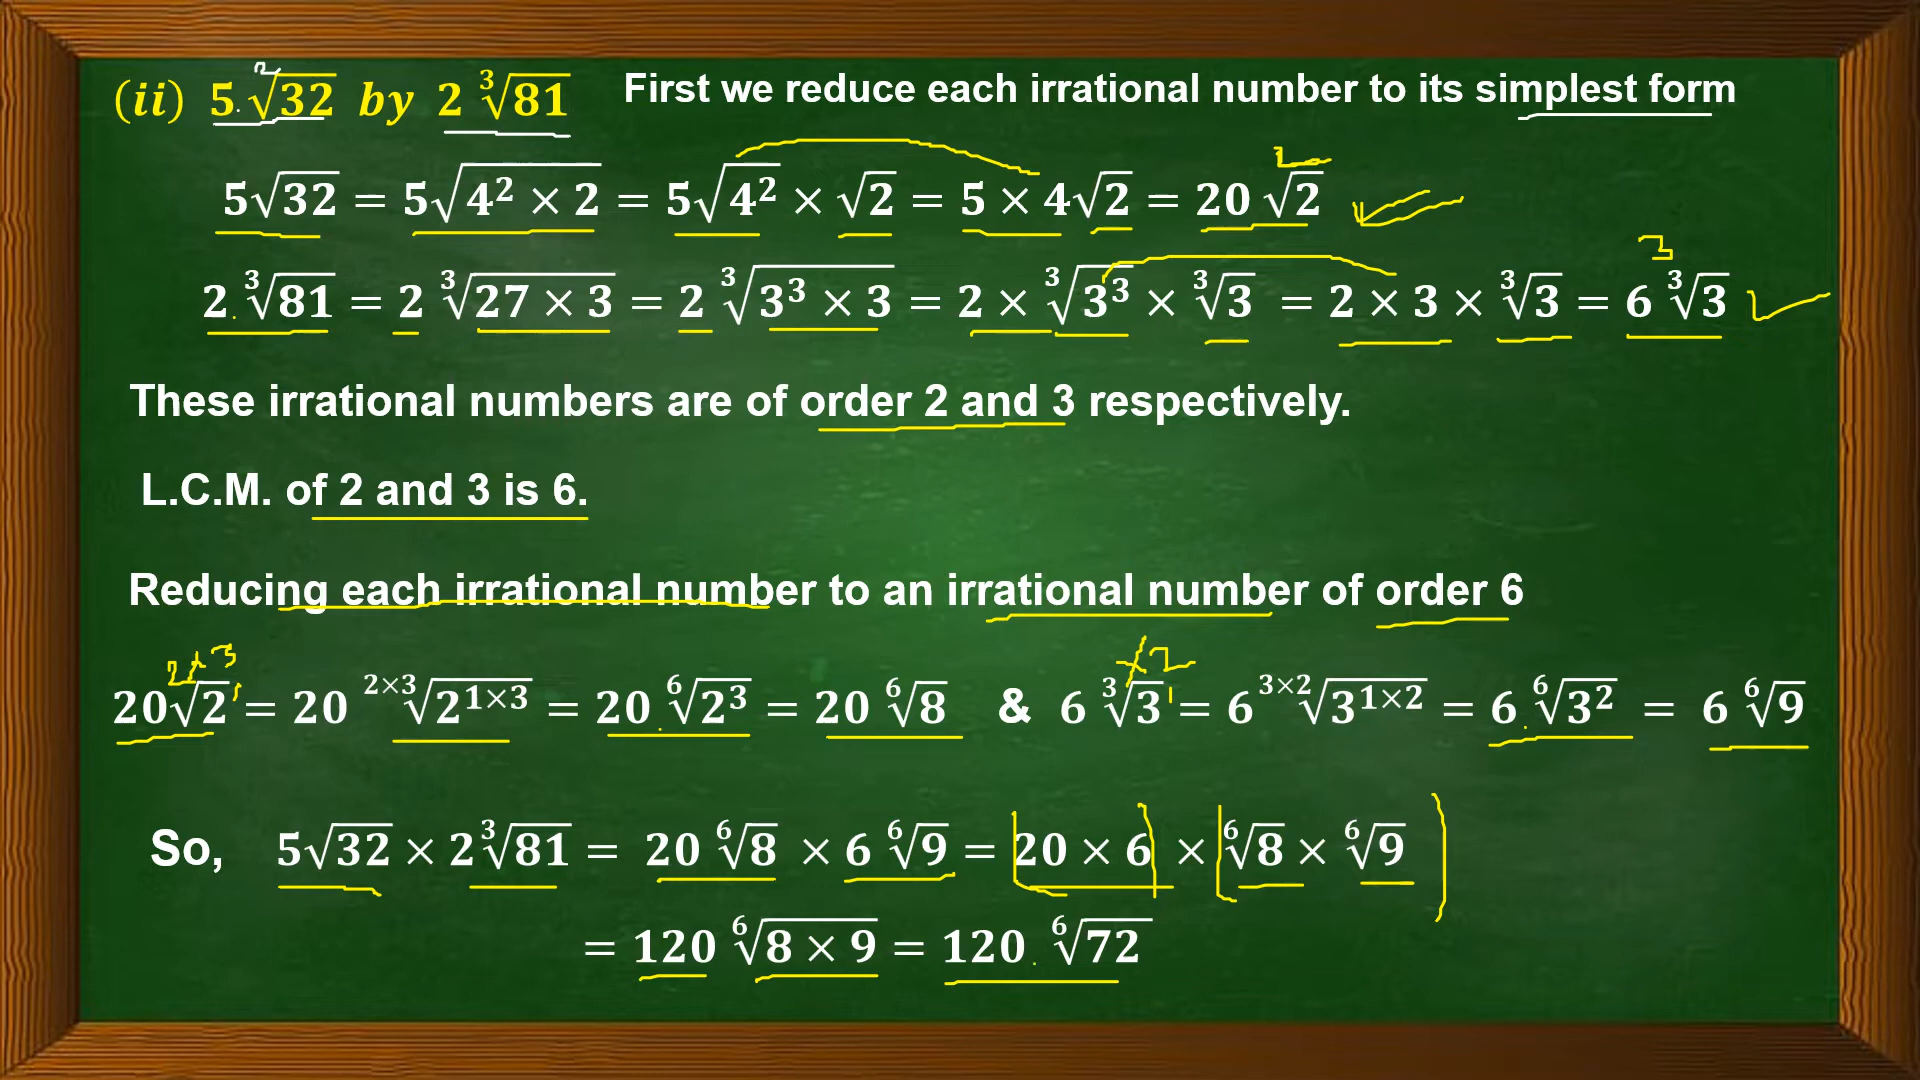 (ii) 5 √32 by 2 ∛81 First we reduce each irrational number to its simplest form
5√32 = 5√(4² × 2) = 5√4² × √2 = 5 × 4√2 = 20 √2
2 ∛81 = 2 ∛(27 × 3) = 2 ∛(3³ × 3) = 2 × ∛3³ × ∛3 = 2 × 3 × ∛3 = 6 ∛3
These irrational numbers are of order 2 and 3 respectively.
L.C.M. of 2 and 3 is 6.
Reducing each irrational number to an irrational number of order 6
20√2 = 20 ²ˣ³√(2^(1×3)) = 20 ⁶√2³ = 20 ⁶√8 & 6 ∛3 = 6 ³ˣ²√(3^(1×2)) = 6 ⁶√3² = 6 ⁶√9
So, 5√32 × 2∛81 = 20 ⁶√8 × 6 ⁶√9 = 20 × 6 × ⁶√8 × ⁶√9
= 120 ⁶√(8 × 9) = 120 ⁶√72